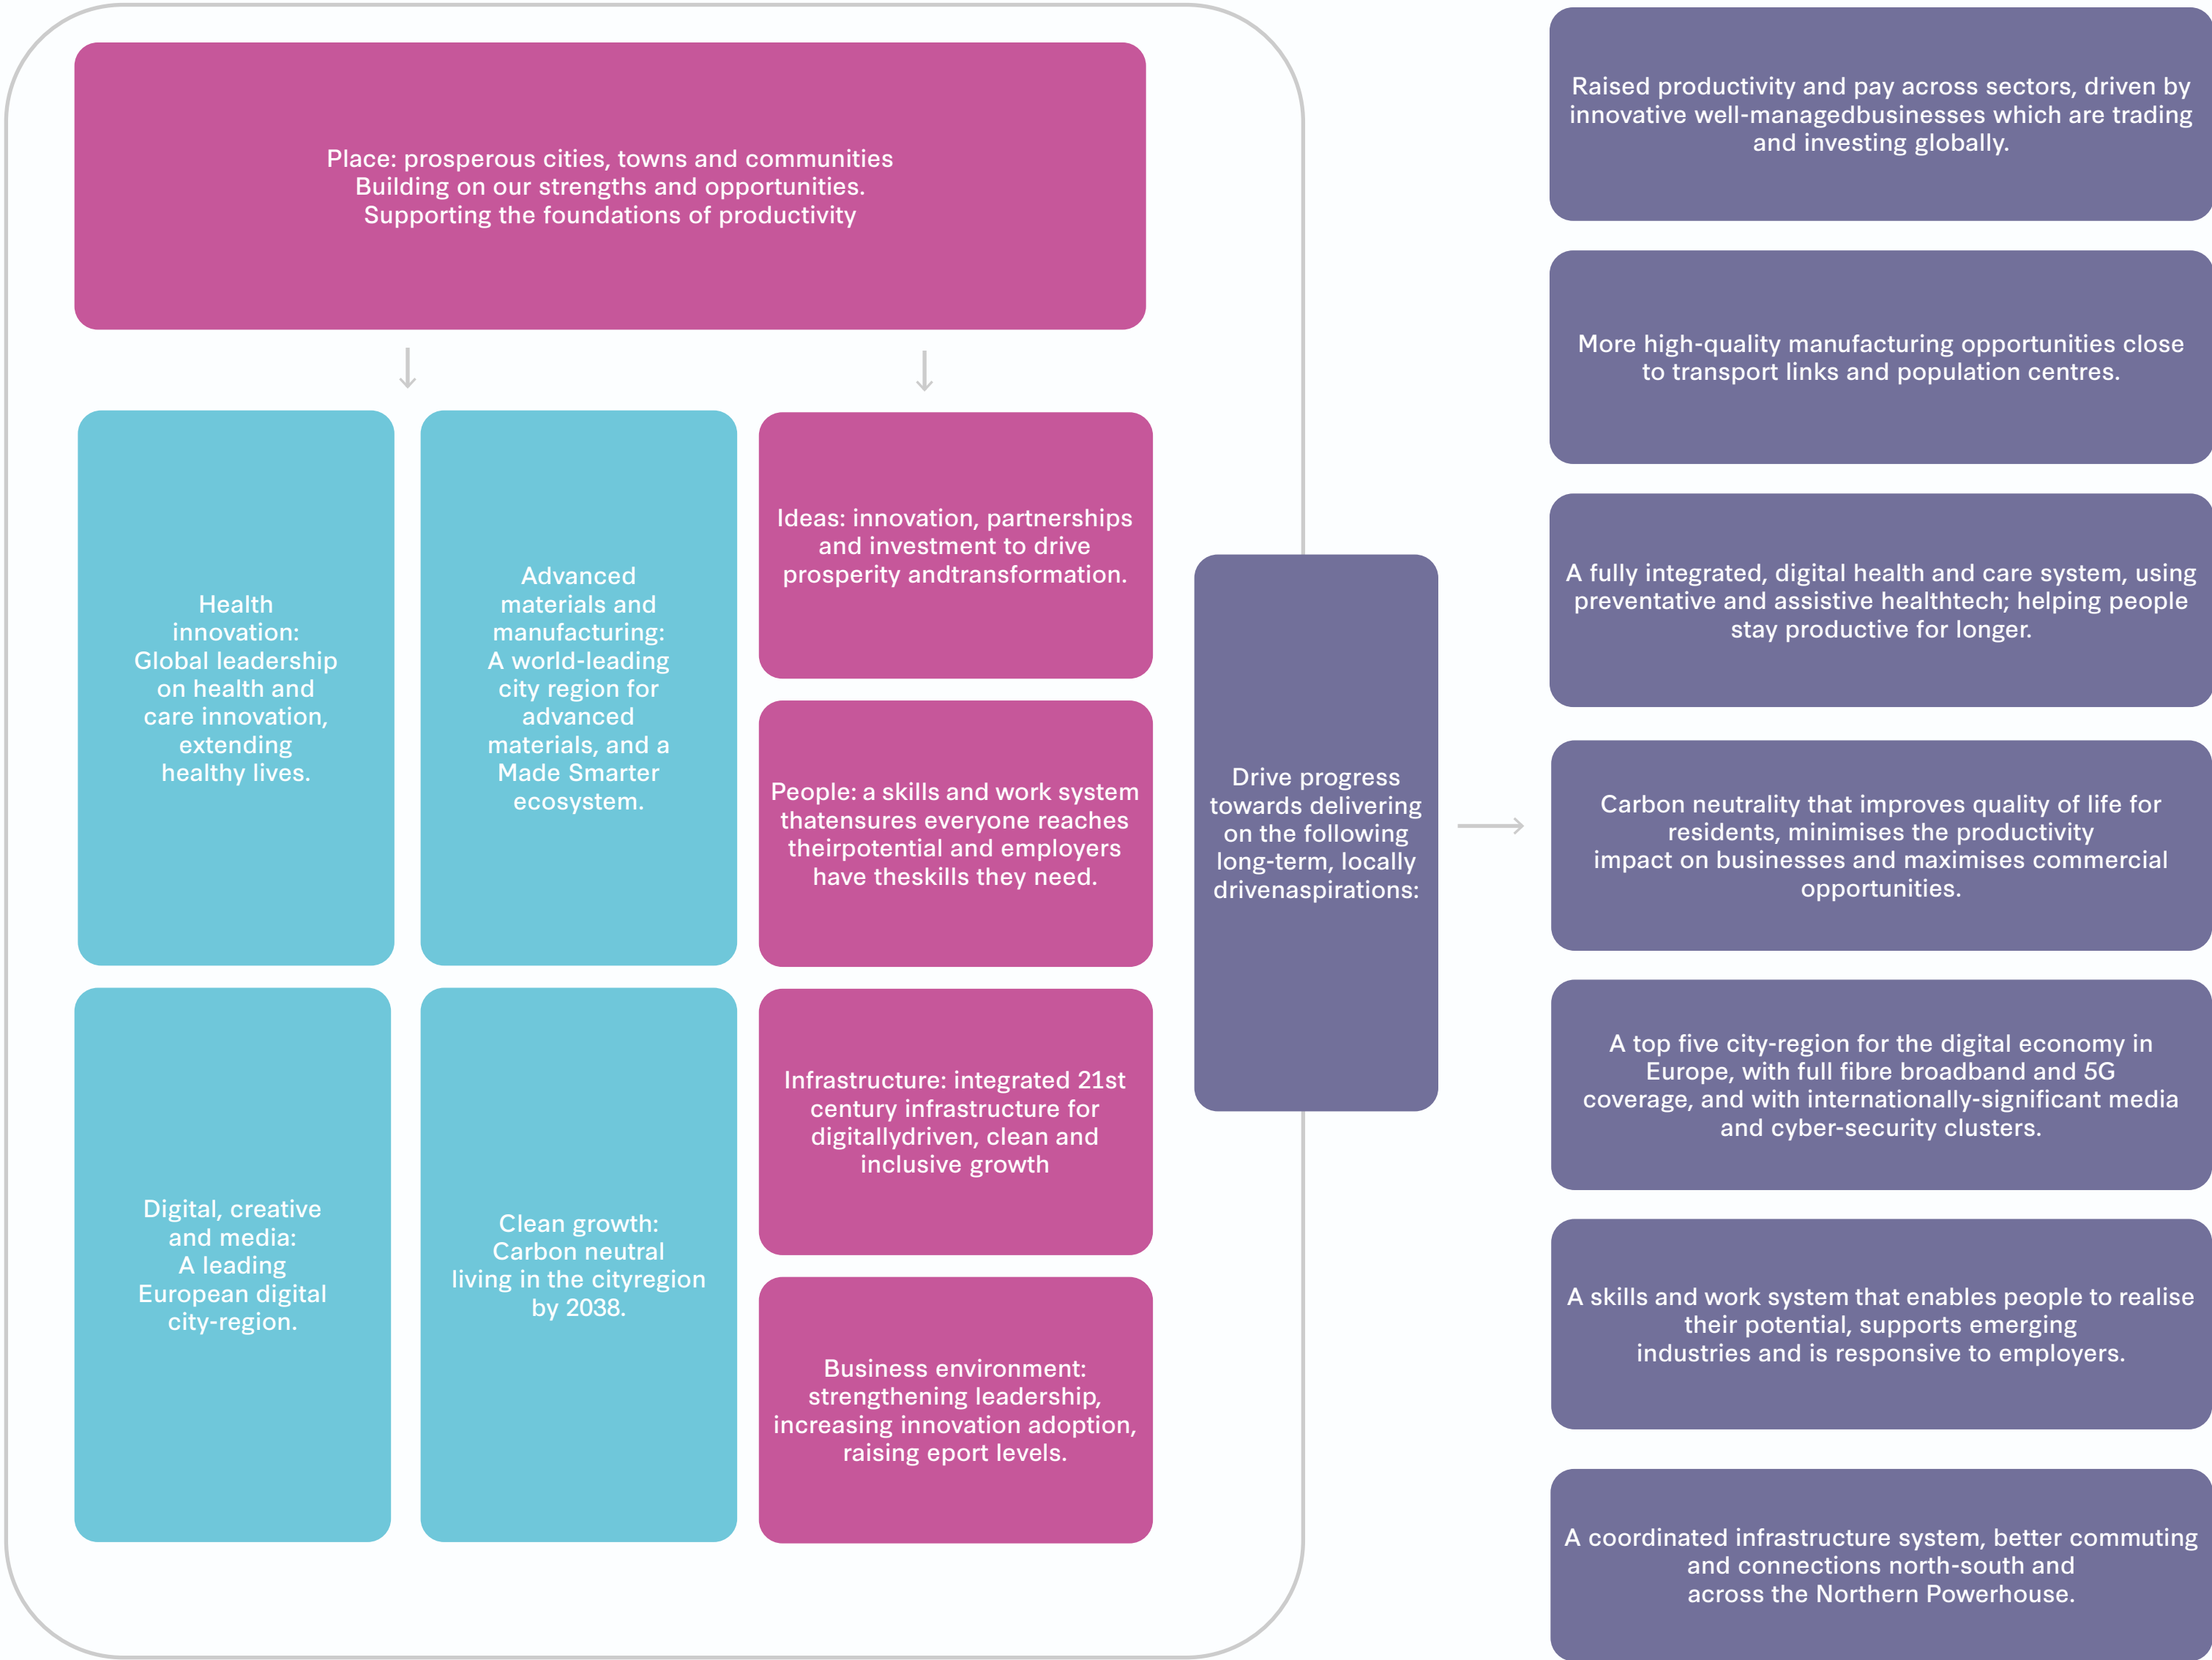 Place: prosperous cities, towns and communities
Building on our strengths and opportunities.
Supporting the foundations of productivity
Health
innovation:
Global leadership
on health and
care innovation,
extending
healthy lives.
Advanced
materials and
manufacturing:
A world-leading
city region for
advanced
materials, and a
Made Smarter
ecosystem.
Digital, creative
and media:
A leading
European digital
city-region.
Clean growth:
Carbon neutral
living in the cityregion
by 2038.
Ideas: innovation, partnerships
and investment to drive
prosperity andtransformation.
People: a skills and work system
thatensures everyone reaches
theirpotential and employers
have theskills they need.
Infrastructure: integrated 21st
century infrastructure for
digitallydriven, clean and
inclusive growth
Business environment:
strengthening leadership,
increasing innovation adoption,
raising eport levels.
Drive progress
towards delivering
on the following
long-term, locally
drivenaspirations:
Raised productivity and pay across sectors, driven by
innovative well-managedbusinesses which are trading
and investing globally.
More high-quality manufacturing opportunities close
to transport links and population centres.
A fully integrated, digital health and care system, using
preventative and assistive healthtech; helping people
stay productive for longer.
Carbon neutrality that improves quality of life for
residents, minimises the productivity
impact on businesses and maximises commercial
opportunities.
A top five city-region for the digital economy in
Europe, with full fibre broadband and 5G
coverage, and with internationally-significant media
and cyber-security clusters.
A skills and work system that enables people to realise
their potential, supports emerging
industries and is responsive to employers.
A coordinated infrastructure system, better commuting
and connections north-south and
across the Northern Powerhouse.